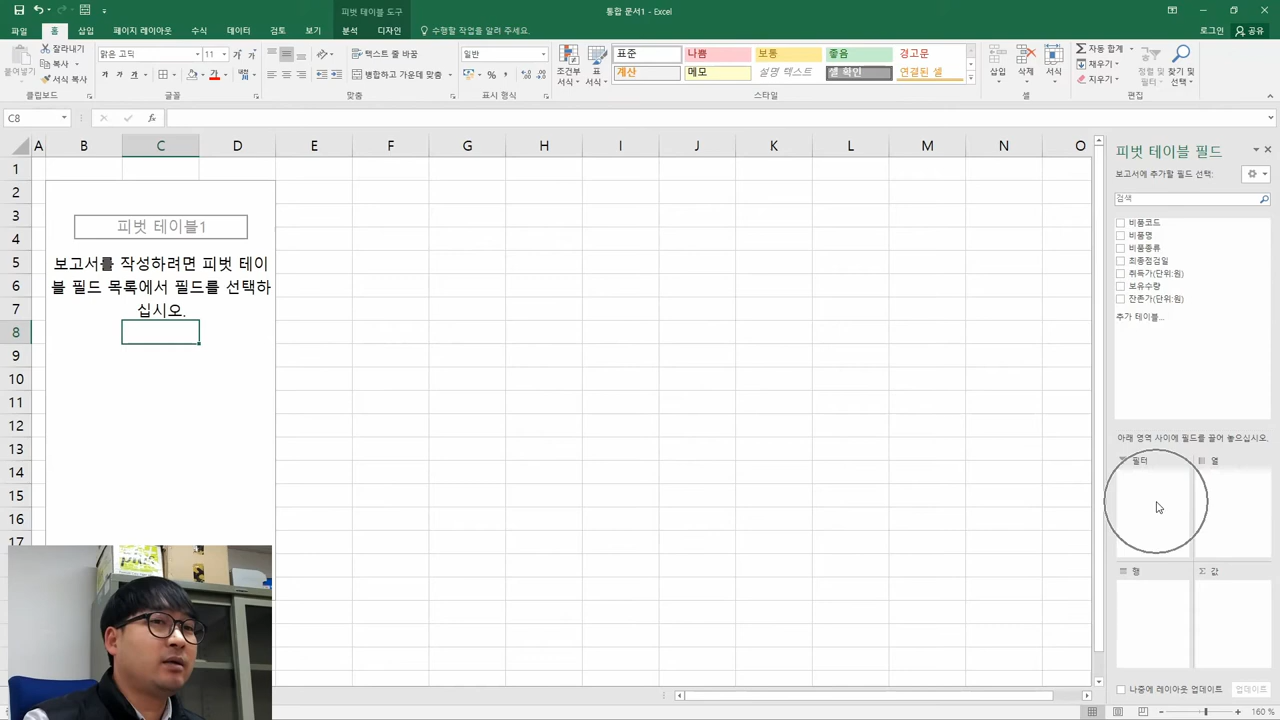 피벗 테이블 도구
통합 문서1 - Excel
파일 홈 삽입 페이지 레이아웃 수식 데이터 검토 보기 분석 디자인 수행할 작업을 알려 주세요. 로그인 공유
붙여넣기
잘라내기
복사
서식 복사
클립보드
맑은 고딕 11
가
글꼴
텍스트 줄 바꿈
병합하고 가운데 맞춤
맞춤
일반
%
표시 형식
조건부 서식
표 서식
표준 나쁨 보통 좋음 경고문
계산 메모 설명 텍스트 셀 확인 연결된 셀
스타일
삽입 삭제 서식
셀
자동 합계
채우기
지우기
정렬 및 필터
찾기 및 선택
편집
C8 fx
A B C D E F G H I J K L M N O
1
2
3
4
5
6
7
8
9
10
11
12
13
14
15
16
17
피벗 테이블1
보고서를 작성하려면 피벗 테이
블 필드 목록에서 필드를 선택하
십시오.
피벗 테이블 필드
보고서에 추가할 필드 선택:
검색
비품코드
비품명
비품종류
최종점검일
취득가(단위:원)
보유수량
잔존가(단위:원)
추가 테이블...
아래 영역 사이에 필드를 끌어 놓으십시오.
필터 열
행 Σ 값
나중에 레이아웃 업데이트 업데이트
160 %